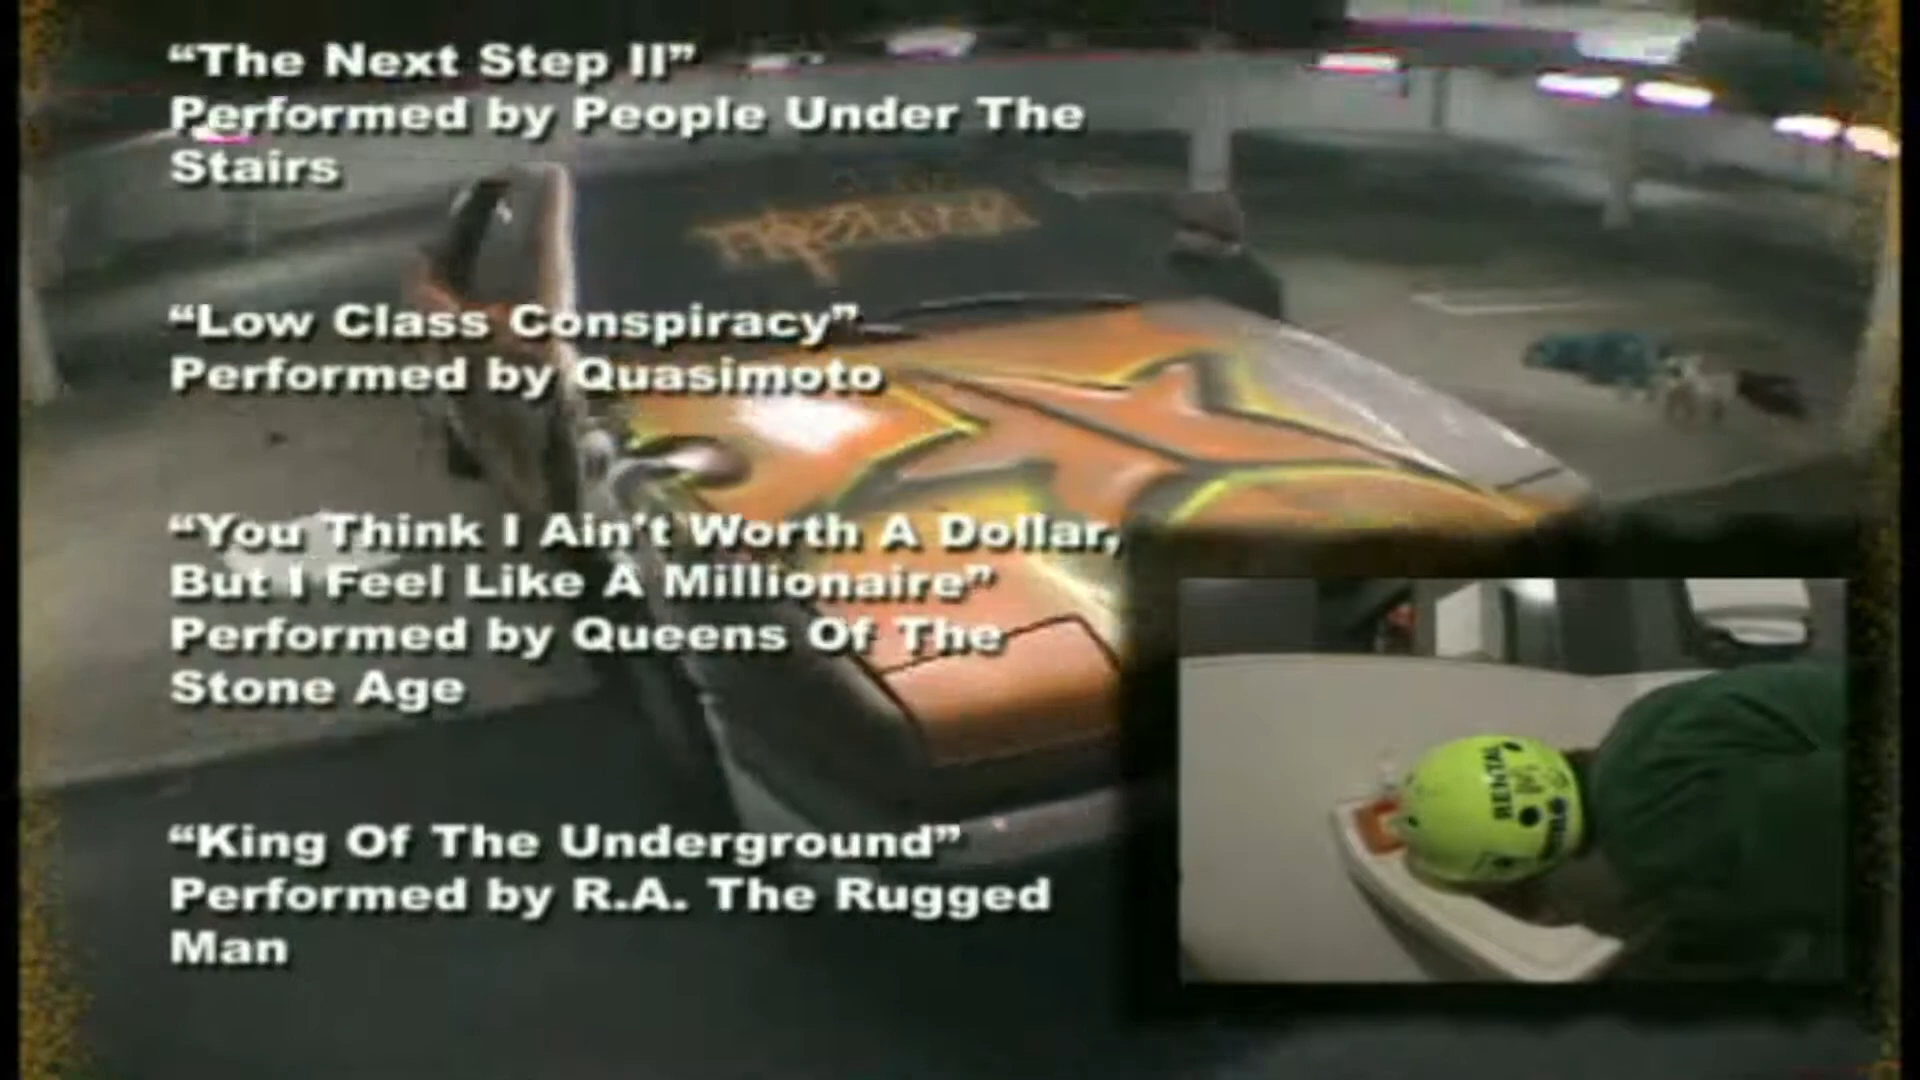 “The Next Step II”
Performed by People Under The
Stairs
“Low Class Conspiracy”
Performed by Quasimoto
“You Think I Ain’t Worth A Dollar,
But I Feel Like A Millionaire”
Performed by Queens Of The
Stone Age
“King Of The Underground”
Performed by R.A. The Rugged
Man
RENTAL